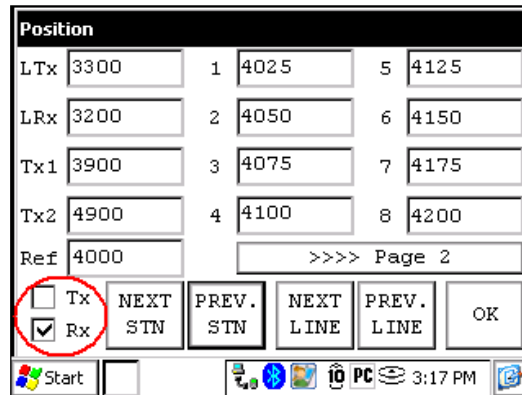 Position
LTx 3300 1 4025 5 4125
LRx 3200 2 4050 6 4150
Tx1 3900 3 4075 7 4175
Tx2 4900 4 4100 8 4200
Ref 4000 >>>> Page 2
Tx
Rx
NEXT STN
PREV. STN
NEXT LINE
PREV. LINE
OK
Start PC 3:17 PM